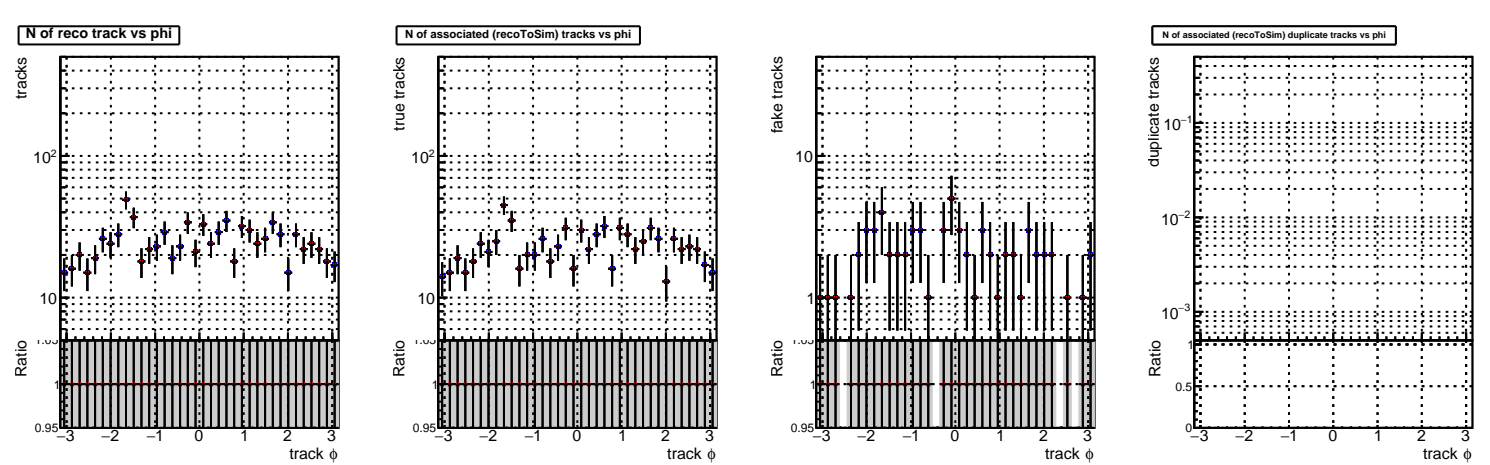 N of reco track vs phi
tracks
10²
10
Ratio
1.05
1
0.95
−3 −2 −1 0 1 2 3
track ϕ
N of associated (recoToSim) tracks vs phi
true tracks
10²
10
Ratio
1
0.95
−3 −2 −1 0 1 2 3
track ϕ
fake tracks
10
1
Ratio
1
0.95
−3 −2 −1 0 1 2 3
track ϕ
N of associated (recoToSim) duplicate tracks vs phi
duplicate tracks
10⁻¹
10⁻²
10⁻³
Ratio
1
0.5
0
−3 −2 −1 0 1 2 3
track ϕ